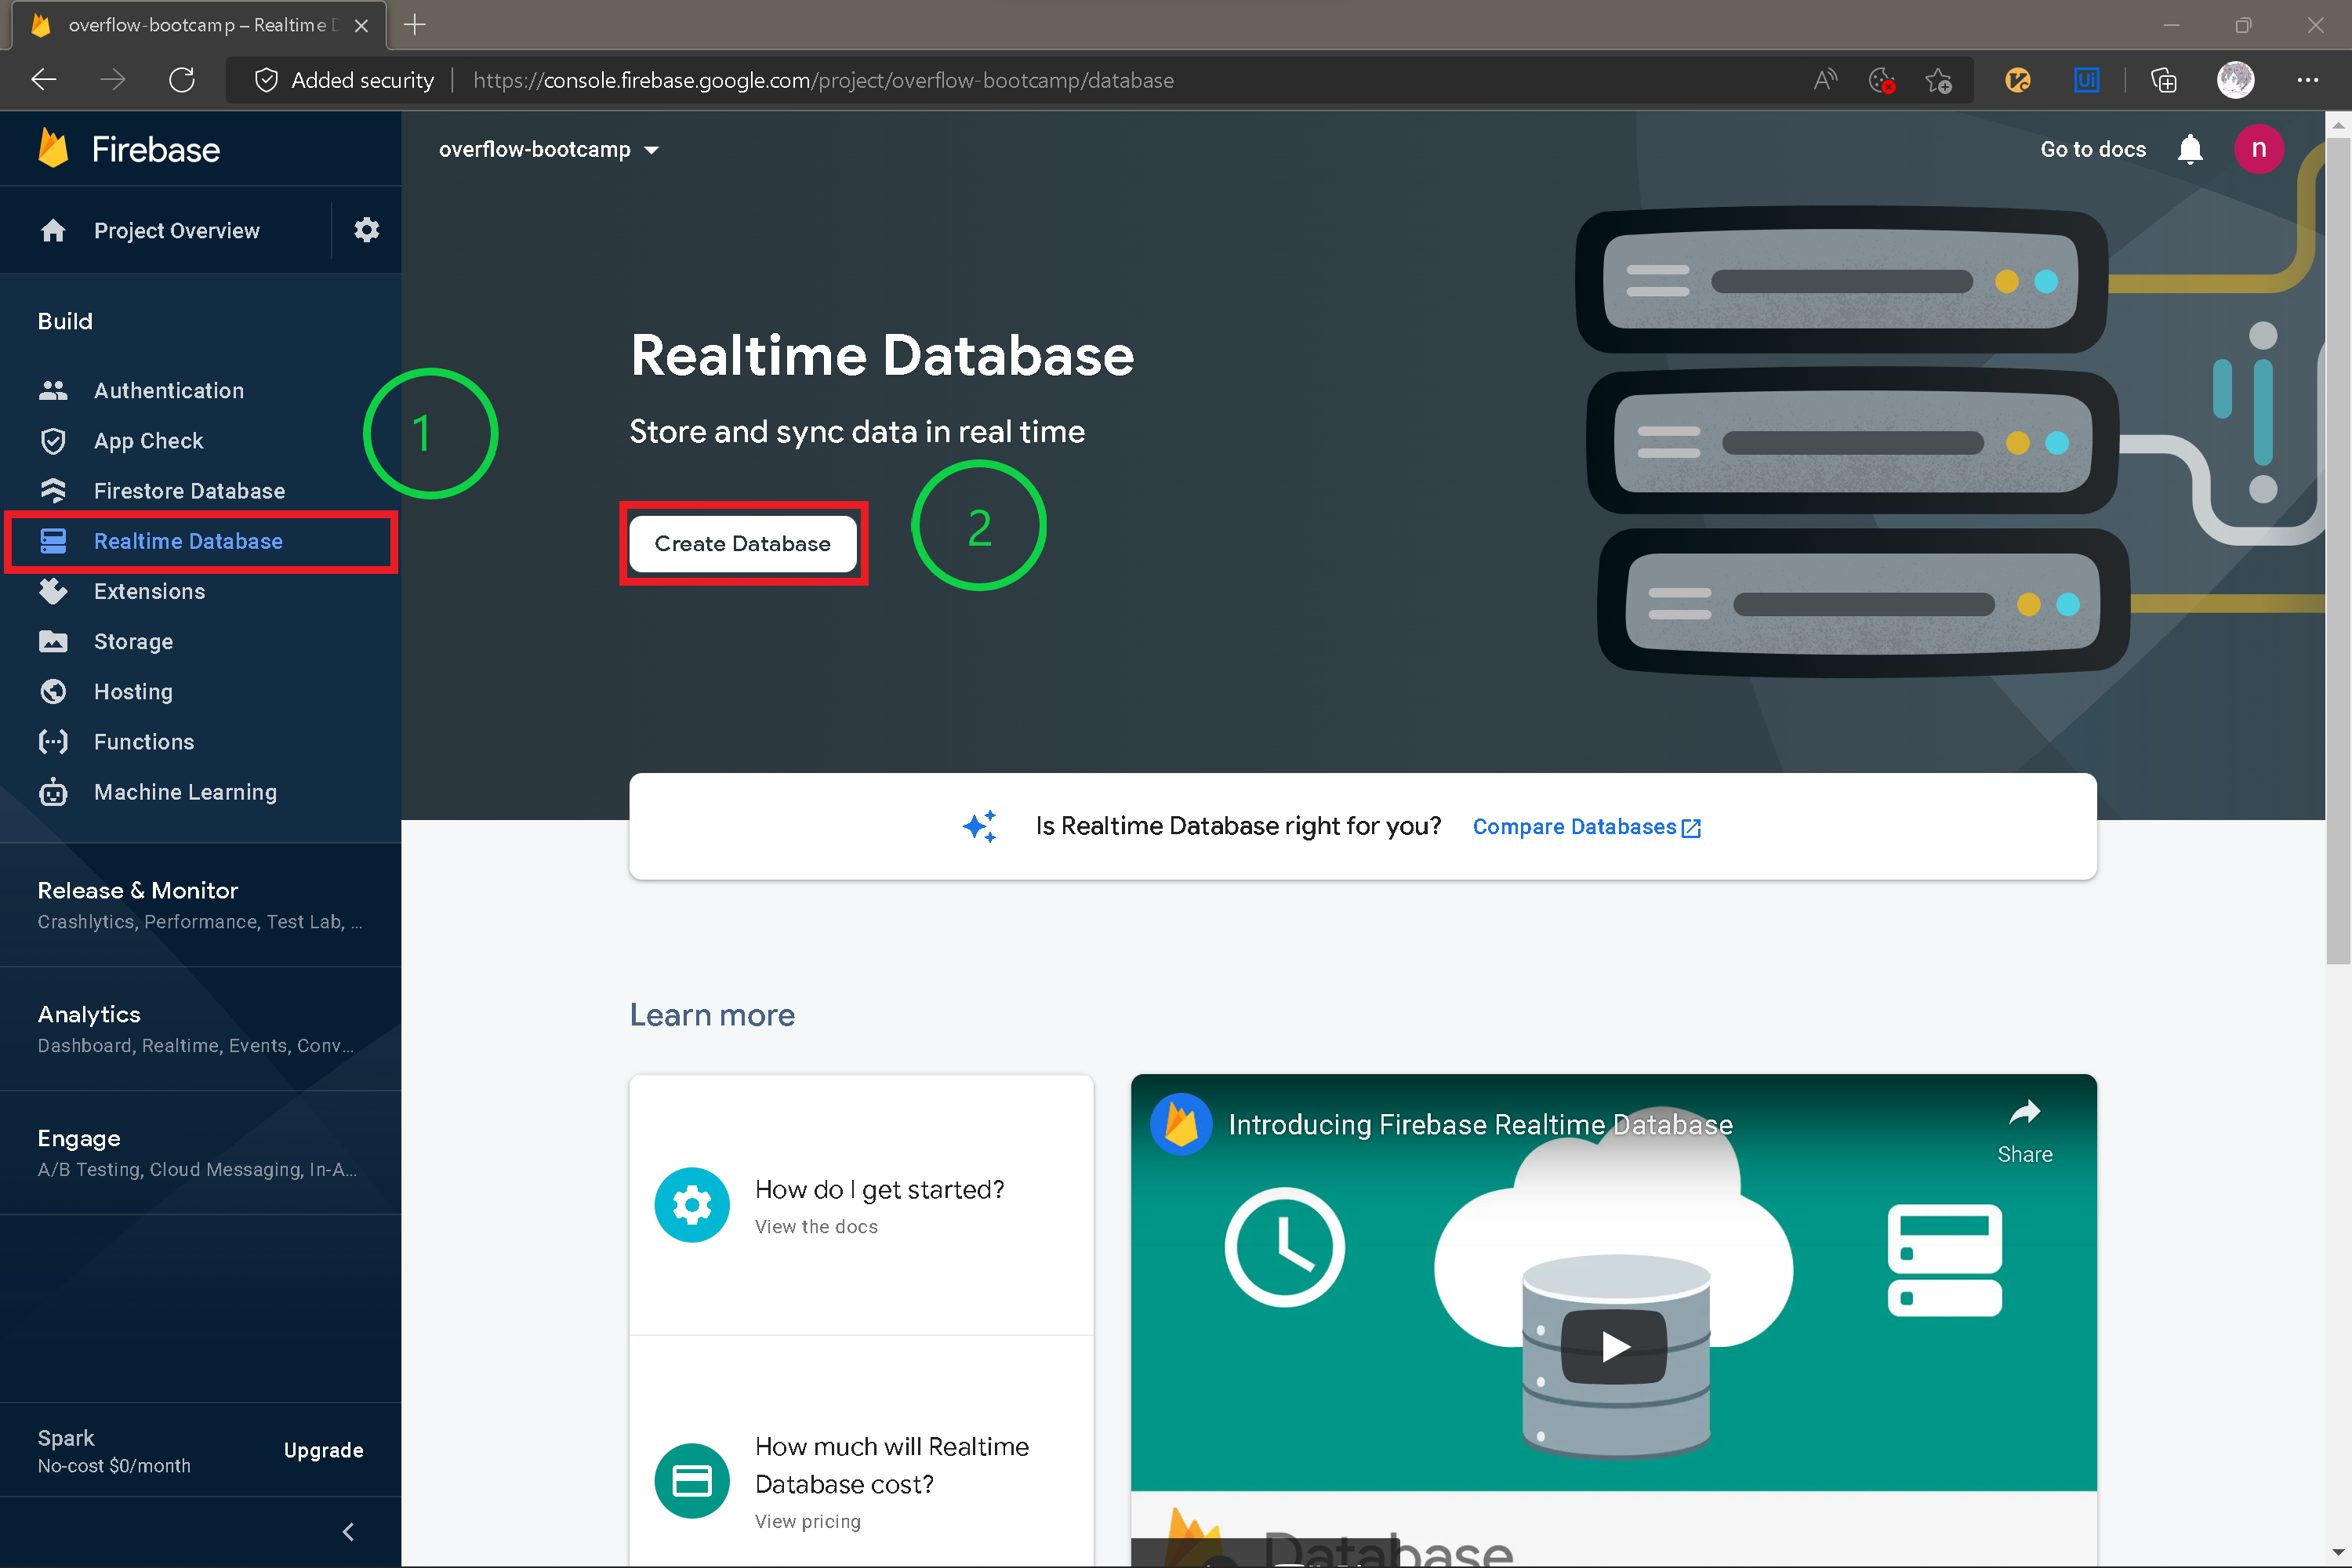 overflow-bootcamp – Realtime D
Added security
https://console.firebase.google.com/project/overflow-bootcamp/database
Firebase
overflow-bootcamp
Go to docs
n
Project Overview
Build
Authentication
App Check
Firestore Database
Realtime Database
Extensions
Storage
Hosting
Functions
Machine Learning
Release & Monitor
Crashlytics, Performance, Test Lab, ...
Analytics
Dashboard, Realtime, Events, Conv...
Engage
A/B Testing, Cloud Messaging, In-A...
Spark
No-cost $0/month
Upgrade
1
Realtime Database
Store and sync data in real time
Create Database
2
Is Realtime Database right for you?
Compare Databases
Learn more
How do I get started?
View the docs
How much will Realtime
Database cost?
View pricing
Introducing Firebase Realtime Database
Share
Database